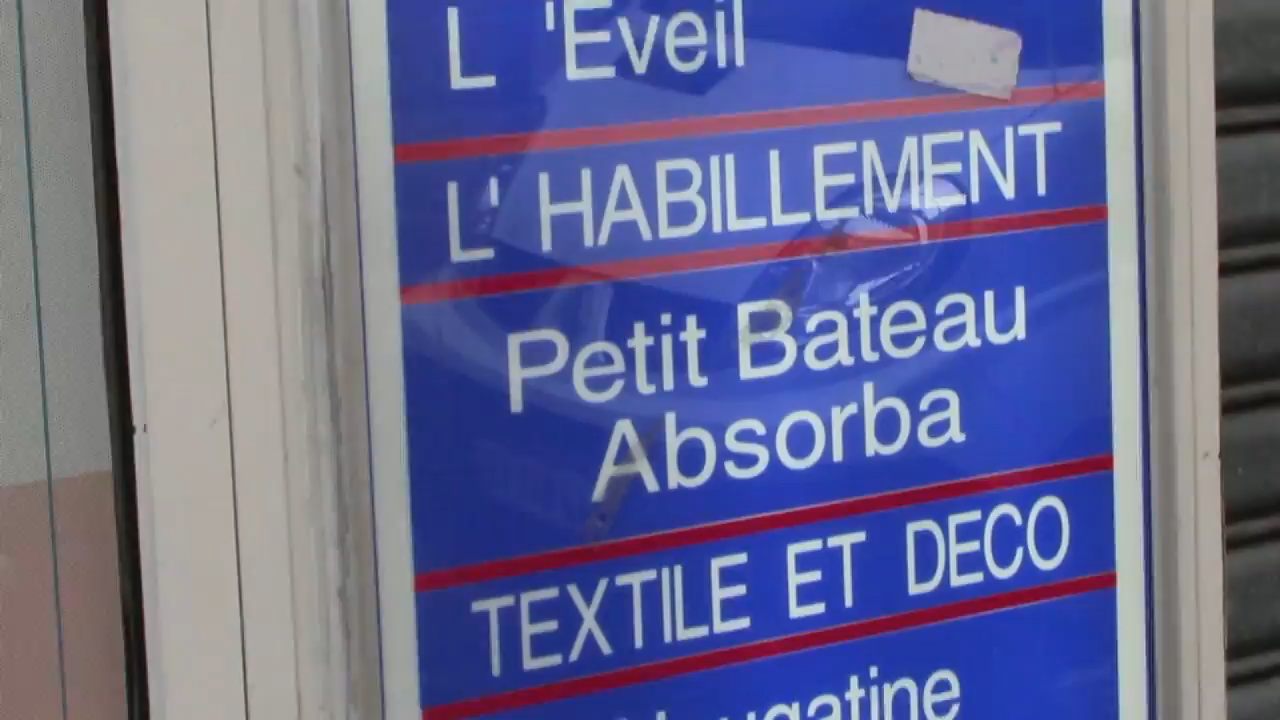 L 'Eveil
L' HABILLEMENT
Petit Bateau
Absorba
TEXTILE ET DECO